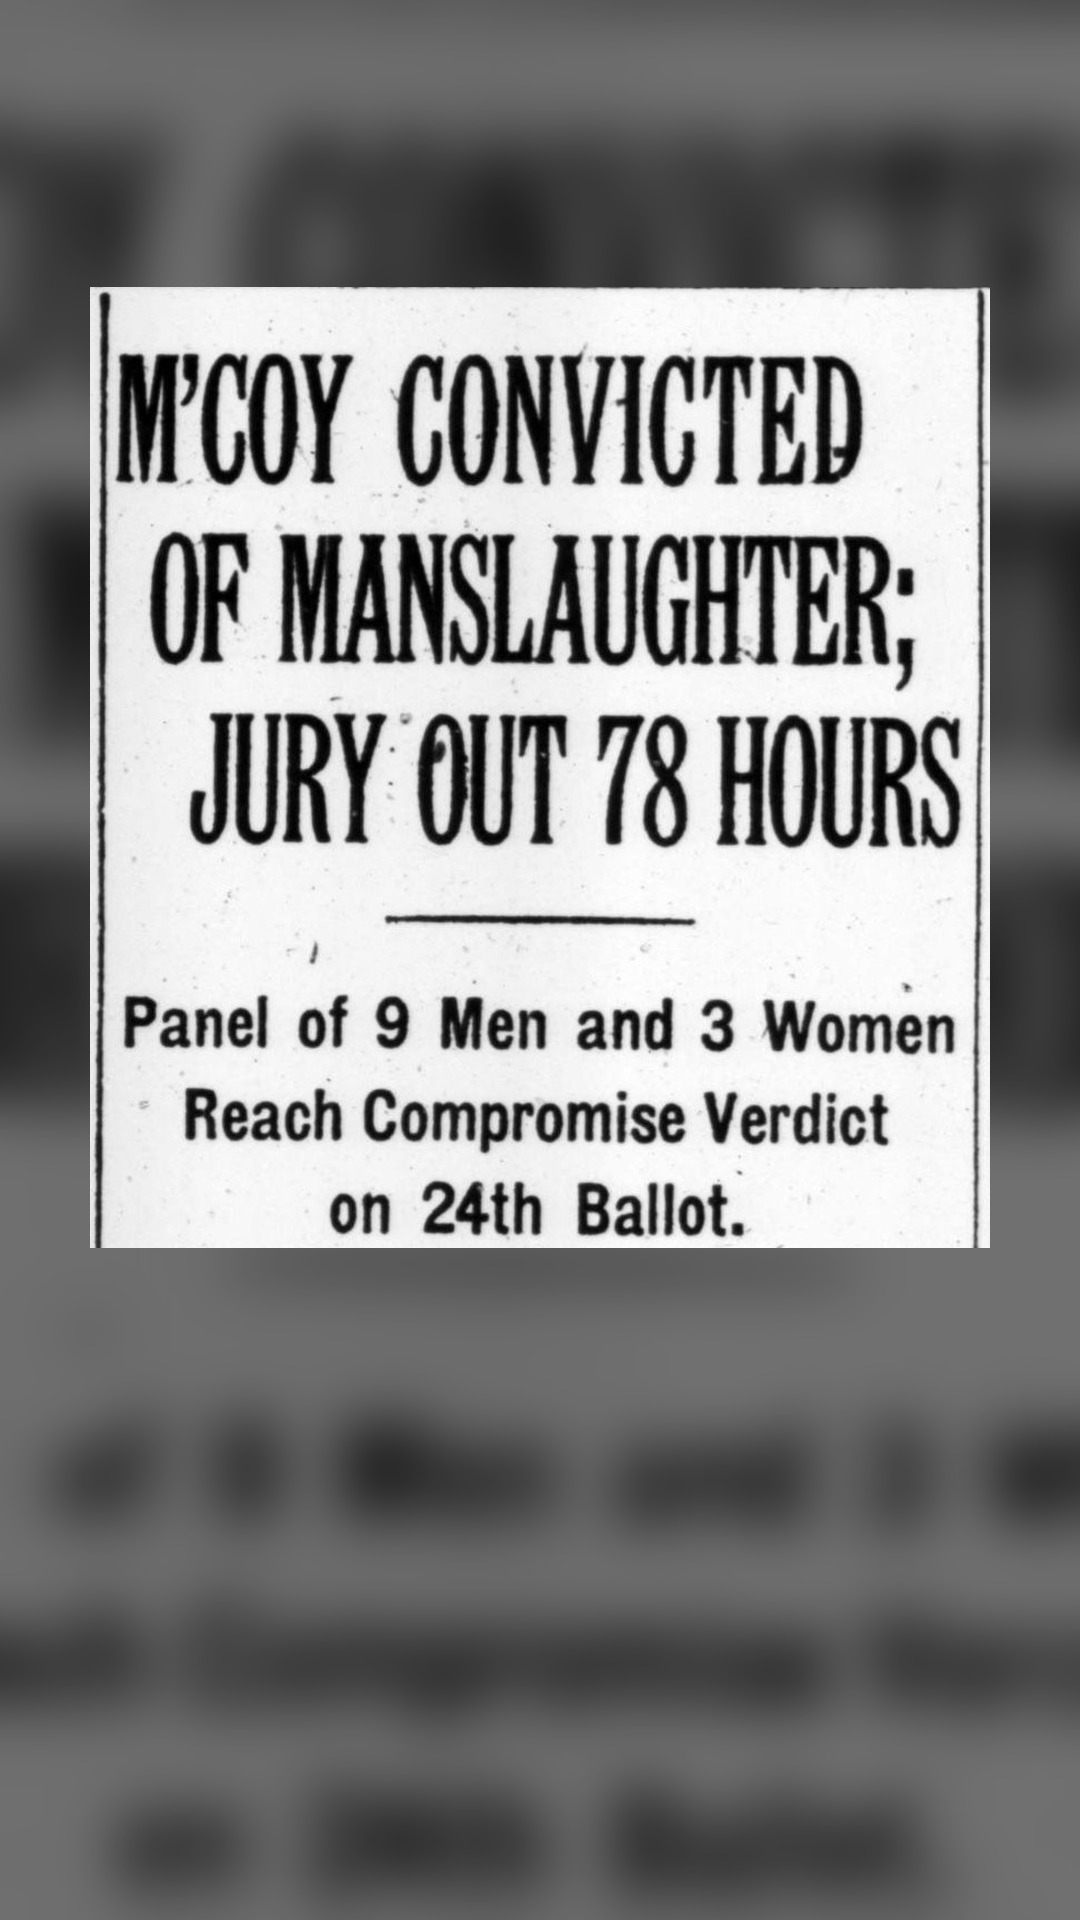 M'COY CONVICTED
OF MANSLAUGHTER;
JURY OUT 78 HOURS
Panel of 9 Men and 3 Women
Reach Compromise Verdict
on 24th Ballot.